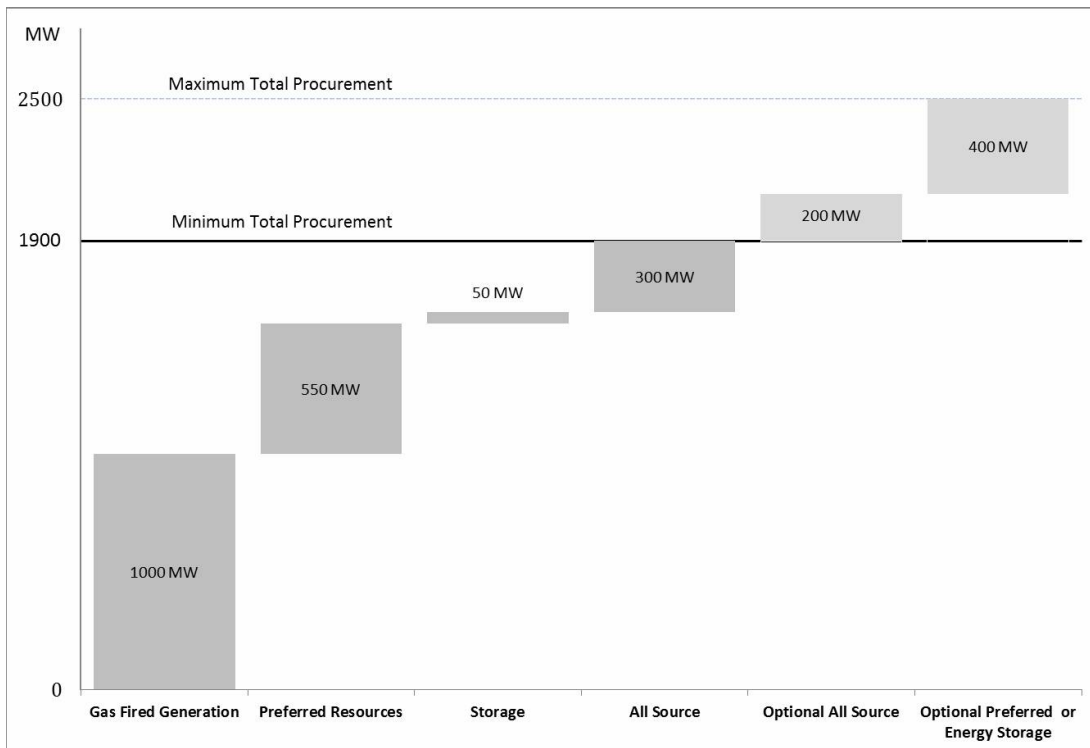 MW
Maximum Total Procurement
2500
400 MW
Minimum Total Procurement
200 MW
1900
300 MW
50 MW
550 MW
1000 MW
0
Gas Fired Generation
Preferred Resources
Storage
All Source
Optional All Source
Optional Preferred or
Energy Storage